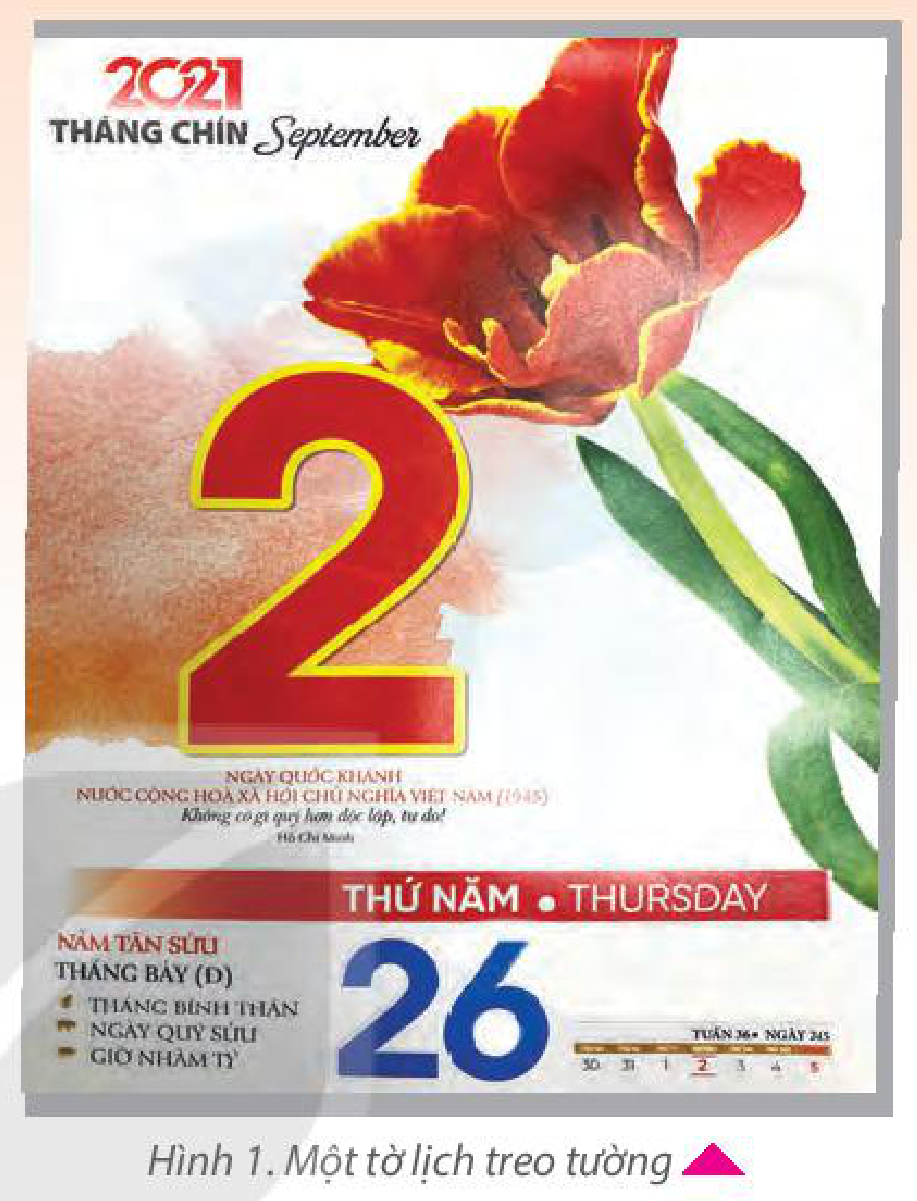 2021
THÁNG CHÍN September
2
NGÀY QUỐC KHÁNH
NƯỚC CỘNG HOÀ XÃ HỘI CHỦ NGHĨA VIỆT NAM (1945)
Không có gì quý hơn độc lập, tự do!
Hồ Chí Minh
THỨ NĂM • THURSDAY
NĂM TÂN SỬU
THÁNG BẢY (Đ)
THÁNG BÍNH THÂN
NGÀY QUÝ SỬU
GIỜ NHÂM TÝ
26
TUẦN 36 • NGÀY 245
30 31 1 2 3 4 5
Hình 1. Một tờ lịch treo tường